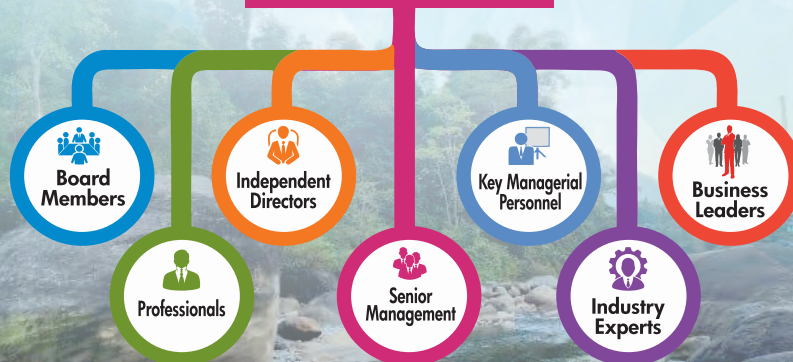 Board
Members
Independent
Directors
Key Managerial
Personnel
Business
Leaders
Professionals
Senior
Management
Industry
Experts